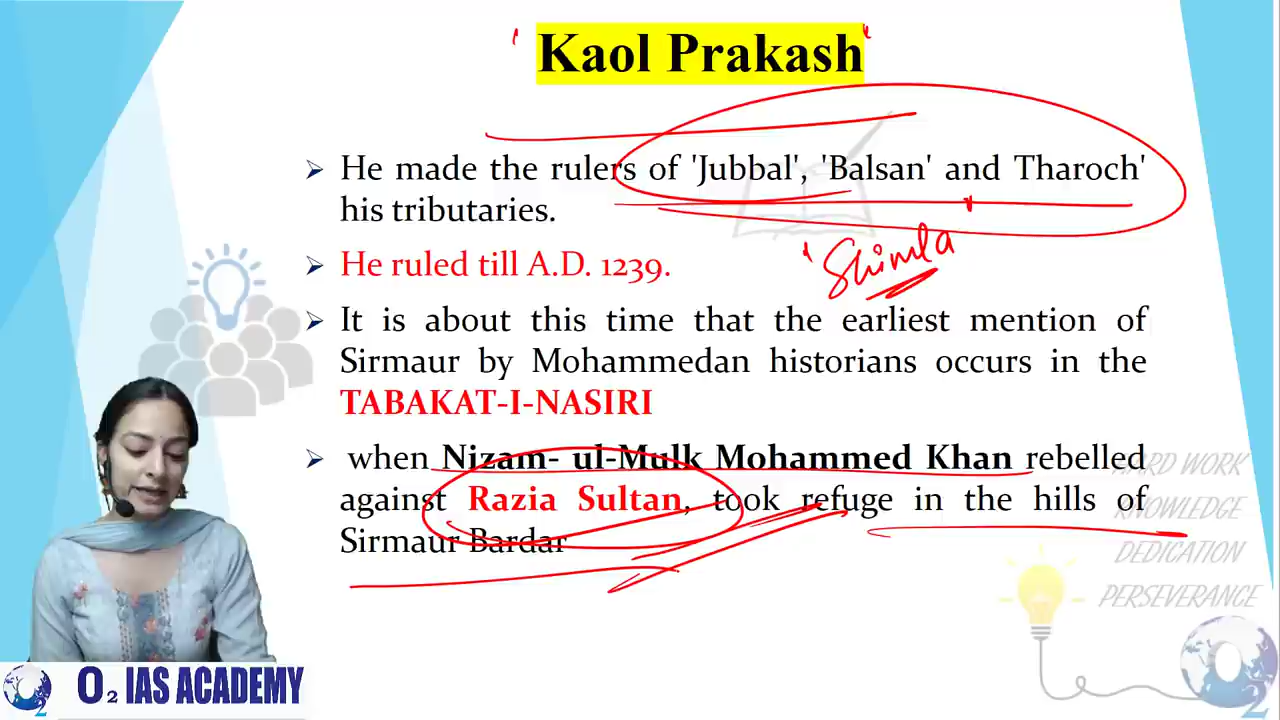 'Kaol Prakash'
➢ He made the rulers of 'Jubbal', 'Balsan' and Tharoch'
his tributaries.
'Shimla
➢ He ruled till A.D. 1239.
➢ It is about this time that the earliest mention of
Sirmaur by Mohammedan historians occurs in the
TABAKAT-I-NASIRI
➢ when Nizam- ul-Mulk Mohammed Khan rebelled
against Razia Sultan, took refuge in the hills of
Sirmaur Bardar
HARD WORK
KNOWLEDGE
DEDICATION
PERSEVERANCE
O2 IAS ACADEMY
O2